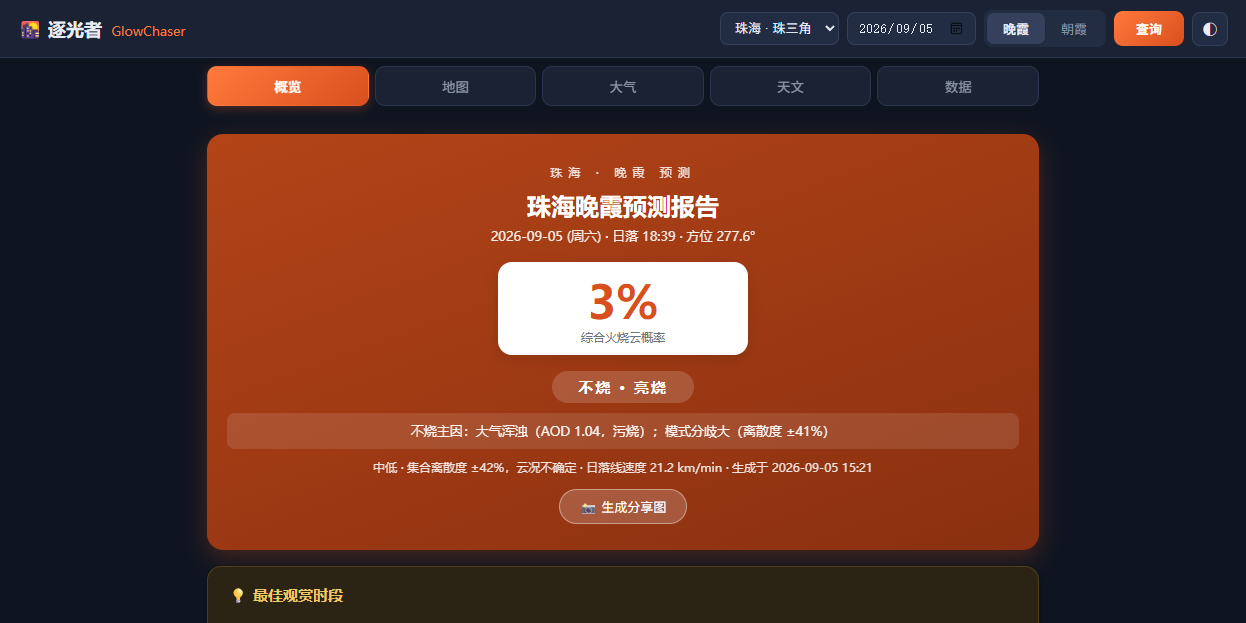 逐光者 GlowChaser
珠海 · 珠三角
2026/09/05
晚霞 朝霞
查询
概览 地图 大气 天文 数据
珠海 · 晚霞 预测
珠海晚霞预测报告
2026-09-05 (周六) · 日落 18:39 · 方位 277.6°
3%
综合火烧云概率
不烧 • 亮烧
不烧主因：大气浑浊（AOD 1.04，污烧）；模式分歧大（离散度 ±41%）
中低 · 集合离散度 ±42%，云况不确定 · 日落线速度 21.2 km/min · 生成于 2026-09-05 15:21
生成分享图
最佳观赏时段